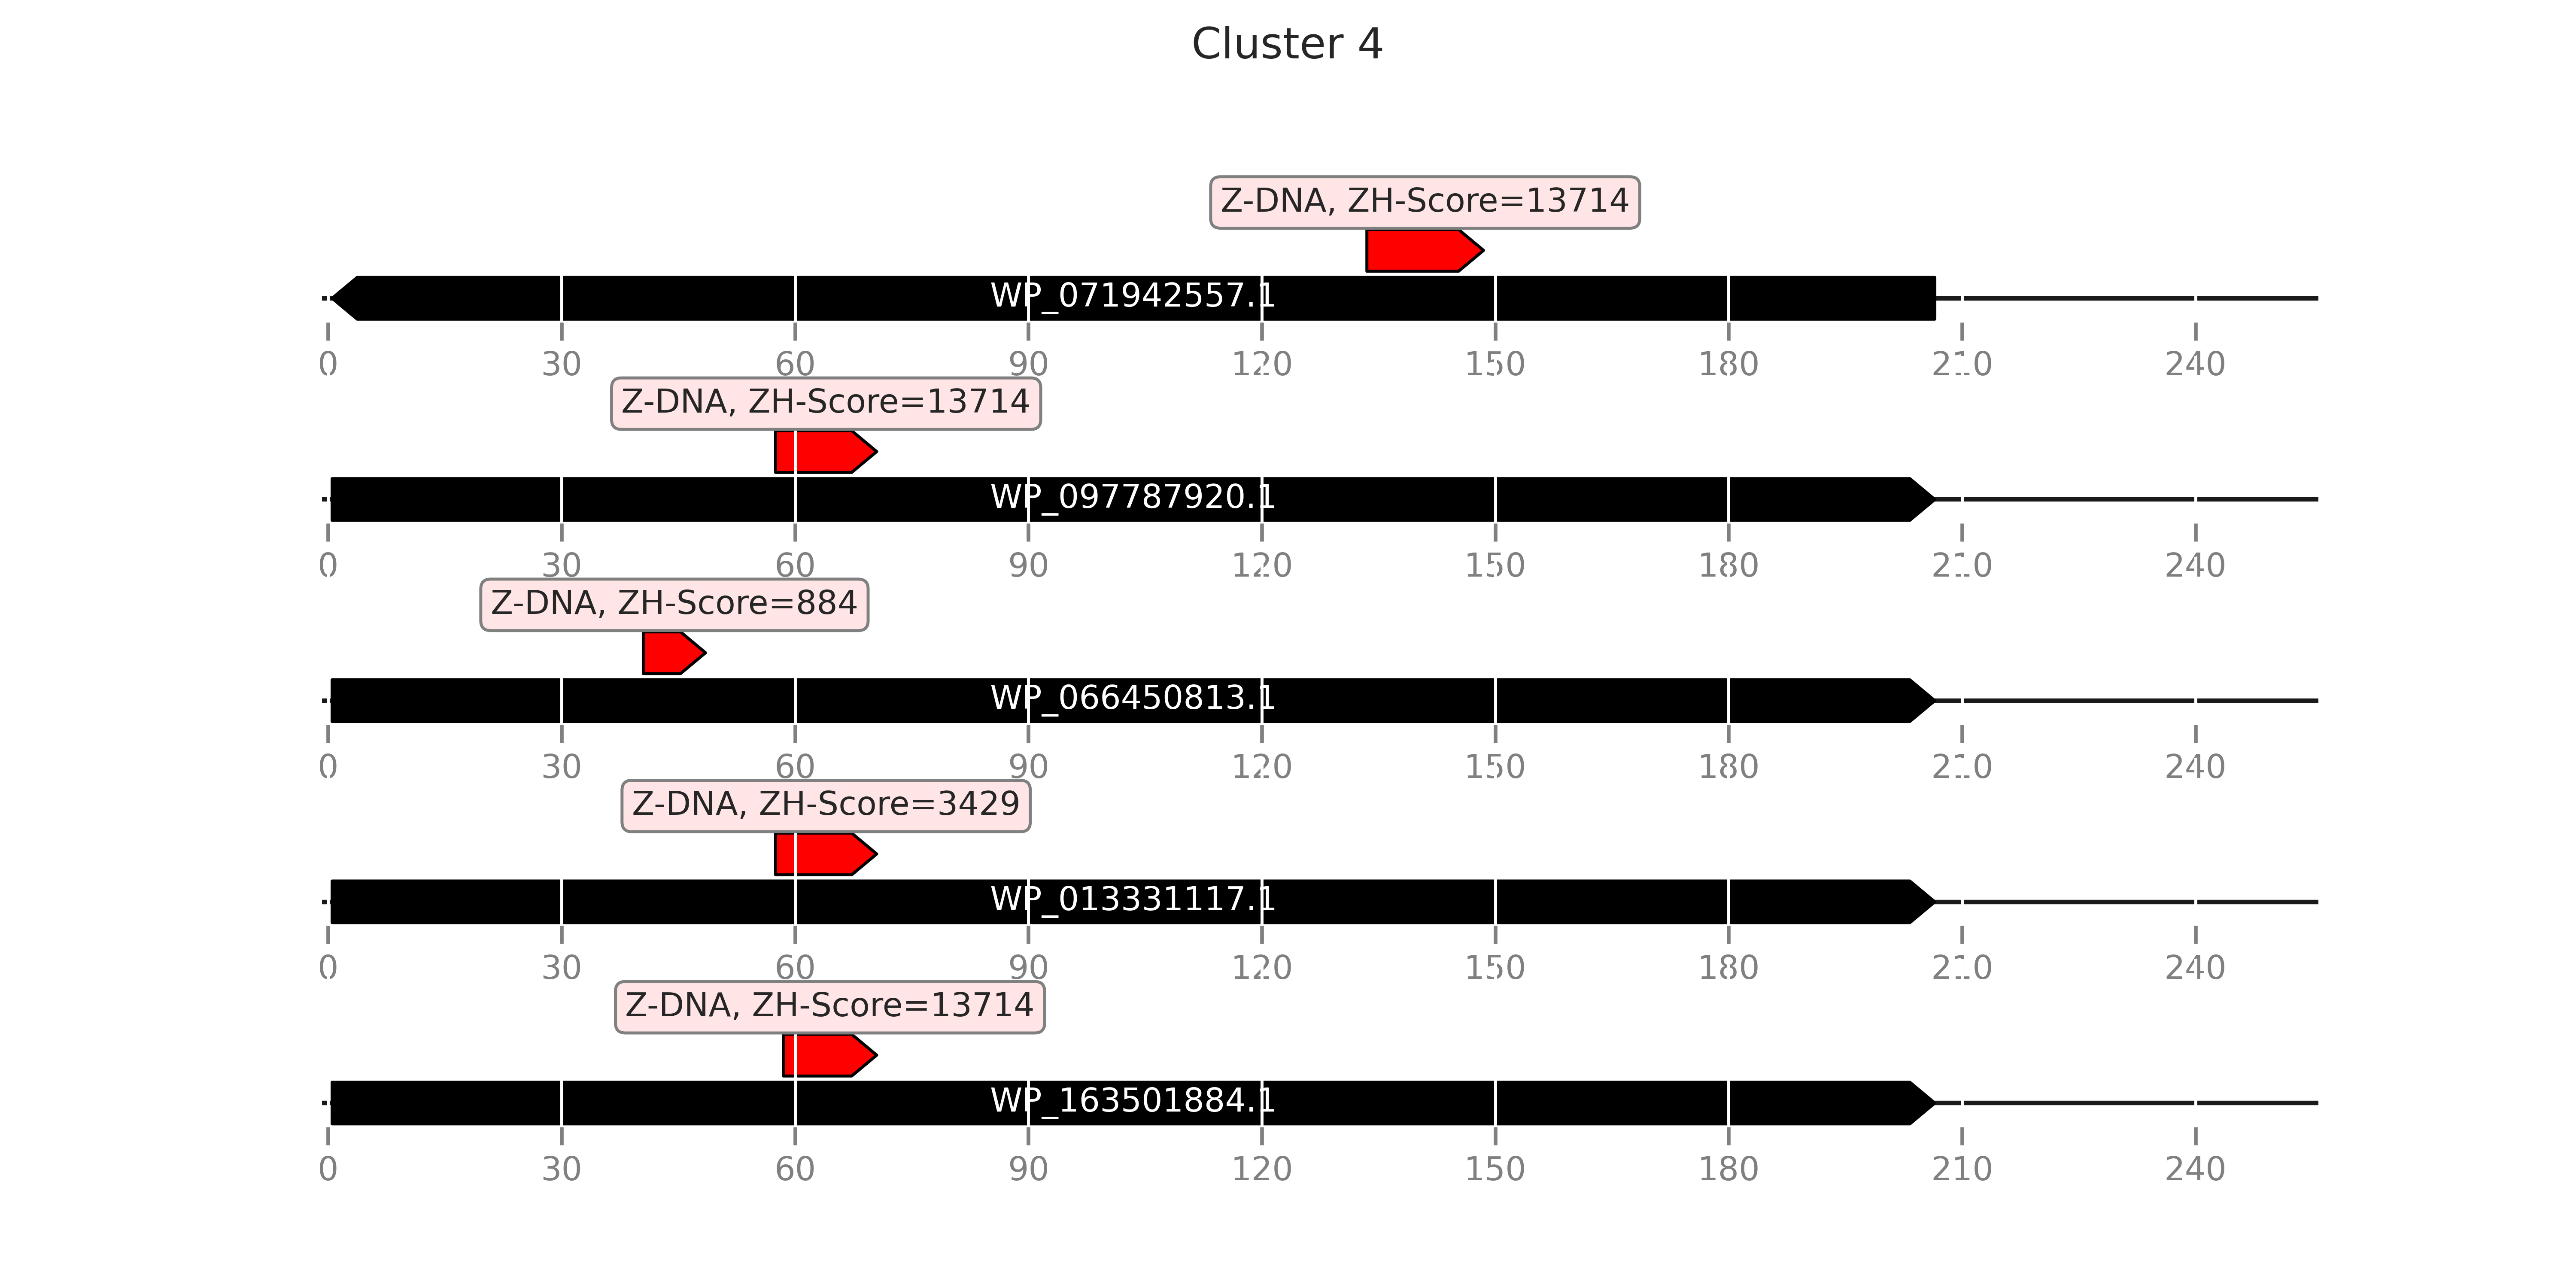 Cluster 4
Z-DNA, ZH-Score=13714
WP_071942557.1
0 30 60 90 120 150 180 210 240
Z-DNA, ZH-Score=13714
WP_097787920.1
0 30 60 90 120 150 180 210 240
Z-DNA, ZH-Score=884
WP_066450813.1
0 30 60 90 120 150 180 210 240
Z-DNA, ZH-Score=3429
WP_013331117.1
0 30 60 90 120 150 180 210 240
Z-DNA, ZH-Score=13714
WP_163501884.1
0 30 60 90 120 150 180 210 240